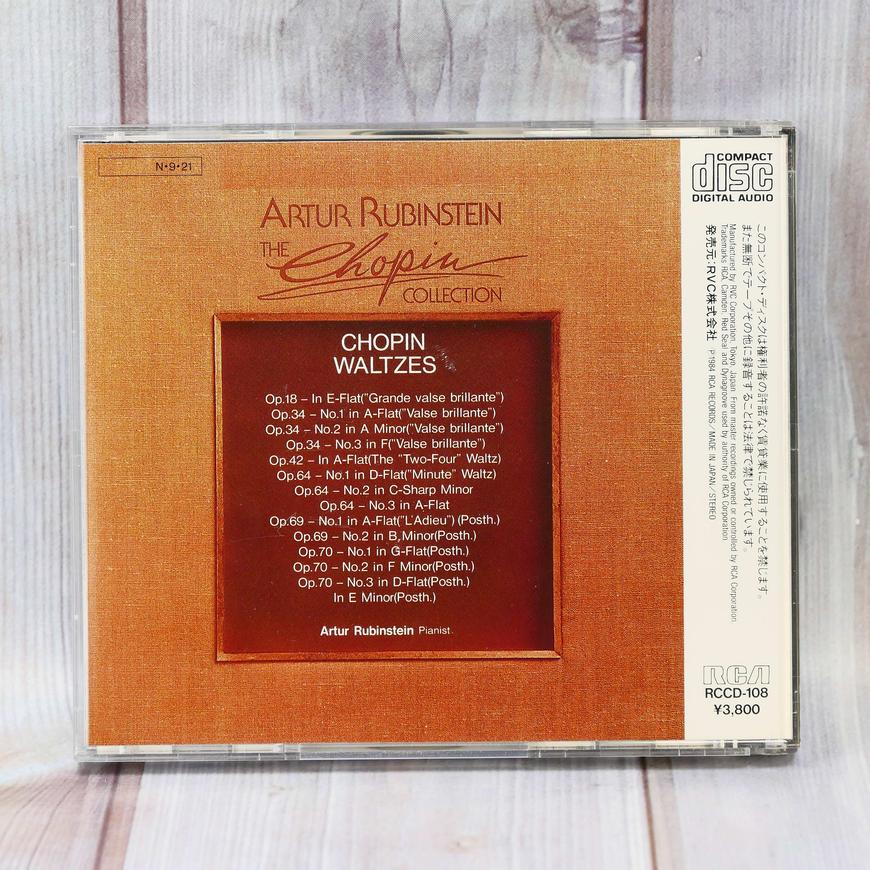 N•9•21
ARTUR RUBINSTEIN
THE Chopin
COLLECTION
CHOPIN
WALTZES
Op.18 – In E-Flat("Grande valse brillante")
Op.34 – No.1 in A-Flat("Valse brillante")
Op.34 – No.2 in A Minor("Valse brillante")
Op.34 – No.3 in F("Valse brillante")
Op.42 – In A-Flat(The "Two-Four" Waltz)
Op.64 – No.1 in D-Flat("Minute" Waltz)
Op.64 – No.2 in C-Sharp Minor
Op.64 – No.3 in A-Flat
Op.69 – No.1 in A-Flat("L'Adieu") (Posth.)
Op.69 – No.2 in B,Minor(Posth.)
Op.70 – No.1 in G-Flat(Posth.)
Op.70 – No.2 in F Minor(Posth.)
Op.70 – No.3 in D-Flat(Posth.)
In E Minor(Posth.)
Artur Rubinstein Pianist.
COMPACT
disc
DIGITAL AUDIO
このコンパクト・ディスクは権利者の許諾なく賃貸業に使用することを禁じます。
また無断でテープその他に録音することは法律で禁じられています。
Manufactured by RVC Corporation, Tokyo, Japan. From master recordings owned or controlled by RCA Corporation.
Trademarks RCA, Camden, Red Seal and Dynagroove used by authority of RCA Corporation.
発売元:RVC株式会社 ℗1984 RCA RECORDS/MADE IN JAPAN/STEREO
RCA
RCCD-108
¥3,800